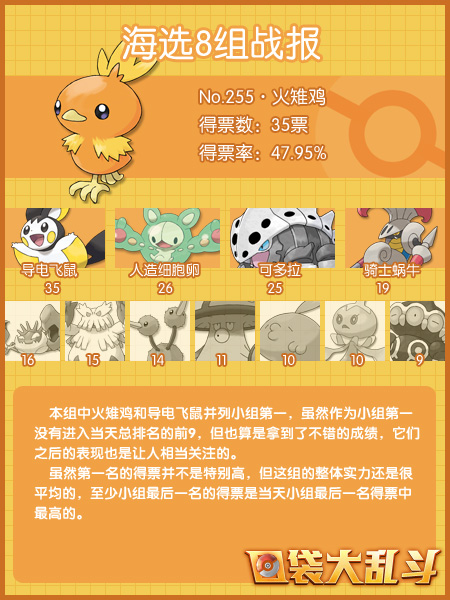 海选8组战报
No.255·火雉鸡
得票数：35票
得票率：47.95%
导电飞鼠 人造细胞卵 可多拉 骑士蜗牛
35 26 25 19
16 15 14 11 10 10 9
本组中火雉鸡和导电飞鼠并列小组第一，虽然作为小组第一
没有进入当天总排名的前9，但也算是拿到了不错的成绩，它们
之后的表现也是让人相当关注的。
虽然第一名的得票并不是特别高，但这组的整体实力还是很
平均的，至少小组最后一名的得票是当天小组最后一名得票中
最高的。
口袋大乱斗